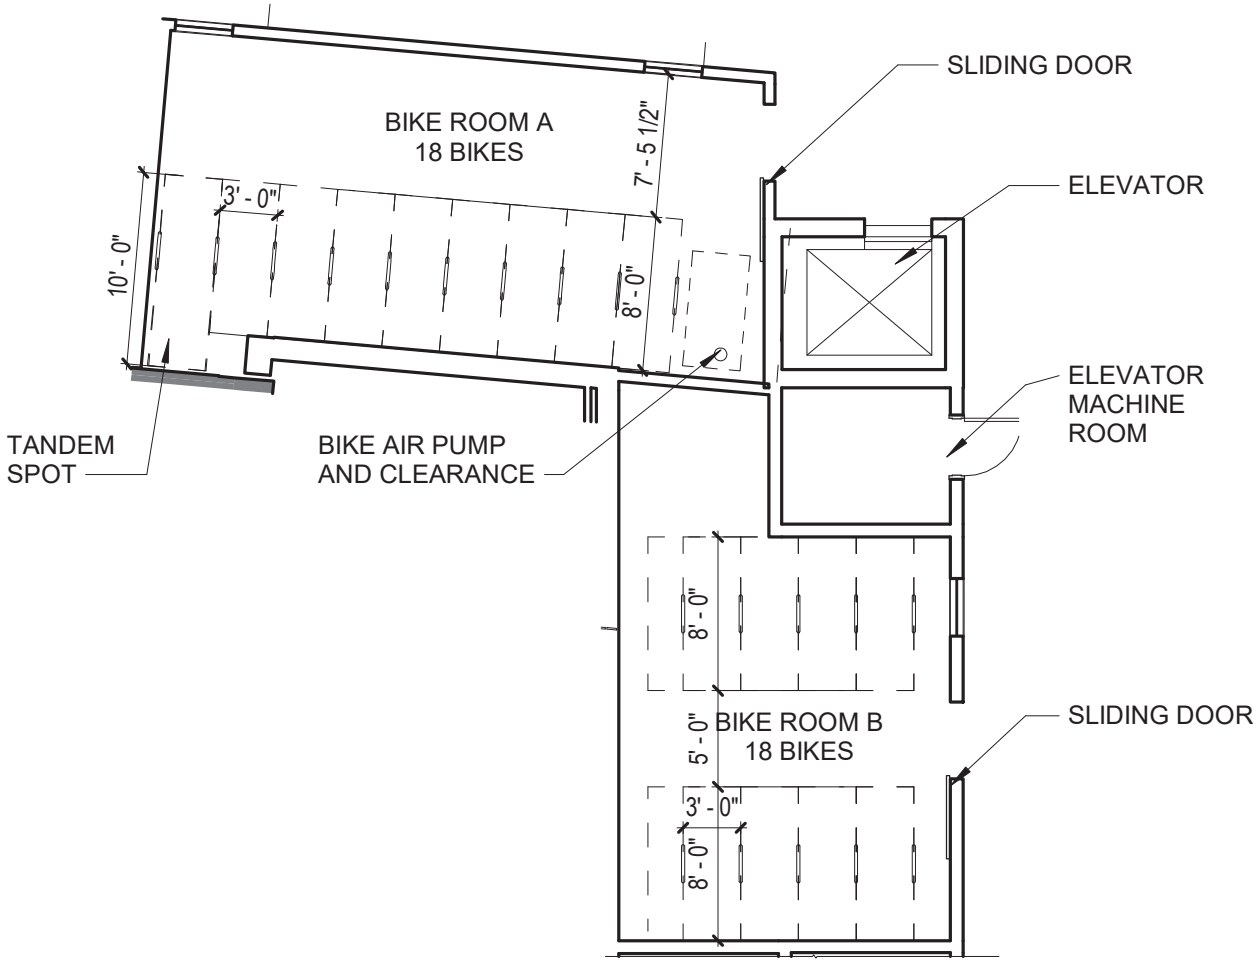 SLIDING DOOR
BIKE ROOM A
18 BIKES
7' - 5 1/2"
ELEVATOR
3' - 0"
10' - 0"
8' - 0"
ELEVATOR
MACHINE
ROOM
TANDEM
SPOT
BIKE AIR PUMP
AND CLEARANCE
8' - 0"
SLIDING DOOR
BIKE ROOM B
18 BIKES
5' - 0"
3' - 0"
8' - 0"